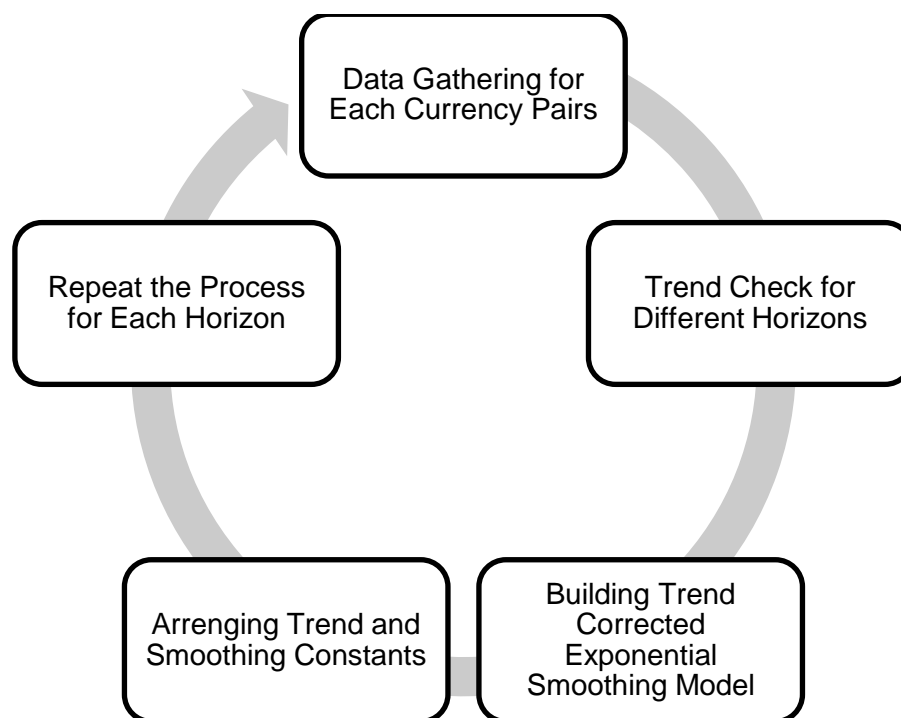 Data Gathering for
Each Currency Pairs
Trend Check for
Different Horizons
Building Trend
Corrected
Exponential
Smoothing Model
Arrenging Trend and
Smoothing Constants
Repeat the Process
for Each Horizon